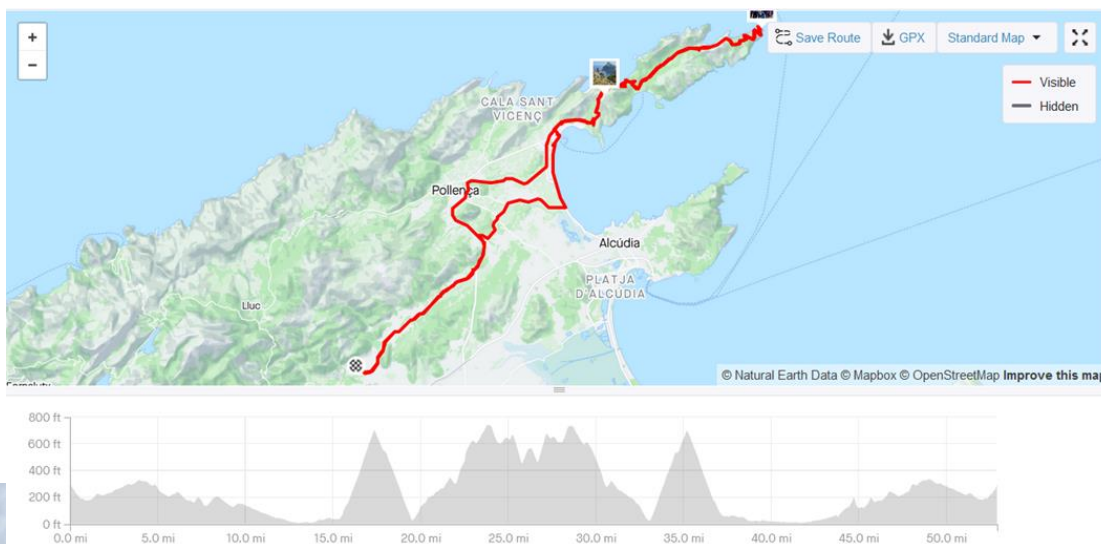 +
Save Route
GPX
Standard Map
−
Visible
Hidden
CALA SANT
VICENÇ
Pollença
Alcúdia
PLATJA
D'ALCUDIA
Lluc
© Natural Earth Data © Mapbox © OpenStreetMap Improve this map
800 ft
600 ft
400 ft
200 ft
0 ft
0.0 mi 5.0 mi 10.0 mi 15.0 mi 20.0 mi 25.0 mi 30.0 mi 35.0 mi 40.0 mi 45.0 mi 50.0 mi